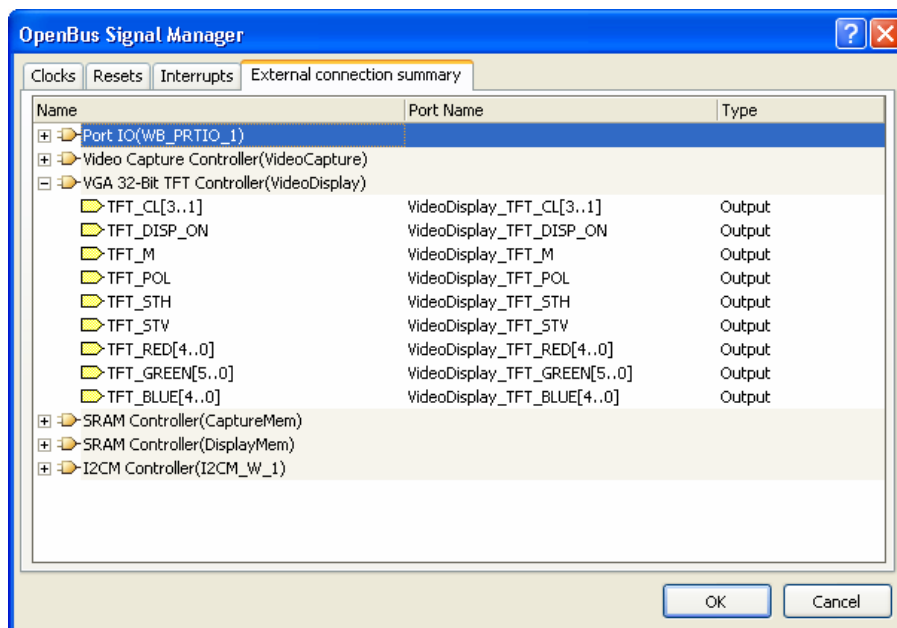 OpenBus Signal Manager
Clocks Resets Interrupts External connection summary
Name Port Name Type
Port IO(WB_PRTIO_1)
Video Capture Controller(VideoCapture)
VGA 32-Bit TFT Controller(VideoDisplay)
TFT_CL[3..1] VideoDisplay_TFT_CL[3..1] Output
TFT_DISP_ON VideoDisplay_TFT_DISP_ON Output
TFT_M VideoDisplay_TFT_M Output
TFT_POL VideoDisplay_TFT_POL Output
TFT_STH VideoDisplay_TFT_STH Output
TFT_STV VideoDisplay_TFT_STV Output
TFT_RED[4..0] VideoDisplay_TFT_RED[4..0] Output
TFT_GREEN[5..0] VideoDisplay_TFT_GREEN[5..0] Output
TFT_BLUE[4..0] VideoDisplay_TFT_BLUE[4..0] Output
SRAM Controller(CaptureMem)
SRAM Controller(DisplayMem)
I2CM Controller(I2CM_W_1)
OK Cancel